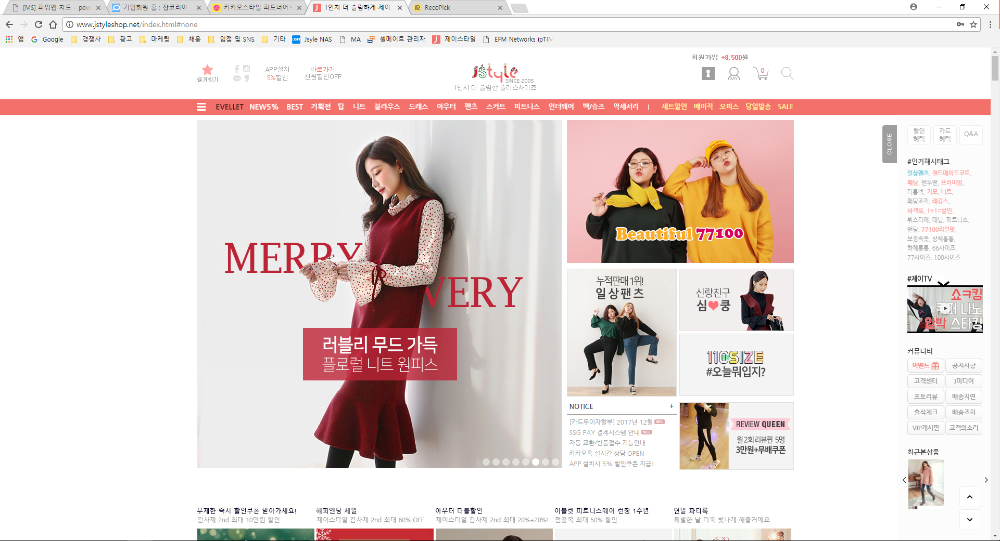 [MS] 파워앱 차트 - pow
기업회원 홈 : 잡코리아 -
카카오스타일 파트너어드
1인치 더 슬림하게 제이스
RecoPick
www.jstyleshop.net/index.html#none
앱
Google
경쟁사
광고
마케팅
채용
입점 및 SNS
기타
Jsyle NAS
MA
셀메이트 관리자
제이스타일
EFM Networks ipTIM
회원가입 +8,500원
즐겨찾기
APP설치
5%할인
바로가기
천원할인OFF
JStyle
SINCE 2005
1인치 더 슬림한 플러스사이즈
MY
0
EVELLET NEW5% BEST 기획전 탑 니트 블라우스 드레스 아우터 팬츠 스커트 피트니스 언더웨어 백/슈즈 악세서리 | 세트할인 베이직 오피스 당일발송 SALE
MERRY
VERY
러블리 무드 가득
플로럴 니트 원피스
Beautiful 77100
누적판매 1위!
일상팬츠
신랑친구
심♥쿵
110SIZE
#오늘뭐입지?
NOTICE +
[카드무이자할부] 2017년 12월 NEW
SSG PAY 결제시스템 안내 NEW
자동 교환/반품접수 기능안내
카카오톡 실시간 상담 OPEN
APP 설치시 5% 할인쿠폰 지급!
REVIEW QUEEN
월 2회 리뷰퀸 5명
3만원+무배쿠폰
CLOSE
할인
혜택
카드
혜택
Q&A
#인기해시태그
일상팬츠, 핸드메이드코트,
패딩, 맨투맨, 프리미엄,
터틀넥, 기모, 니트,
패딩조끼, 레깅스,
하객룩, 1+1=할인,
뷔스티에, 데님, 피트니스,
밴딩, 77100리얼핏,
보정속옷, 상체통통,
하체통통, 66사이즈,
77사이즈, 100사이즈
#제이TV
쇼ㅋ킹
나노
압박 스타킹
커뮤니티
이벤트 공지사항
고객센터 J미디어
포토리뷰 배송지연
출석체크 배송조회
VIP게시판 고객의소리
최근본상품
무제한 즉시 할인쿠폰 받아가세요!
감사제 2nd 최대 10만원 할인
해피엔딩 세일
제이스타일 감사제 2nd 최대 60% OFF
아우터 더블할인
제이스타일 감사제 2nd 최대 20%+20%!
이블렛 피트니스웨어 런칭 1주년
전품목 최대 50% 할인
연말 파티룩
특별한 날 더욱 빛나게 해줄거에요.